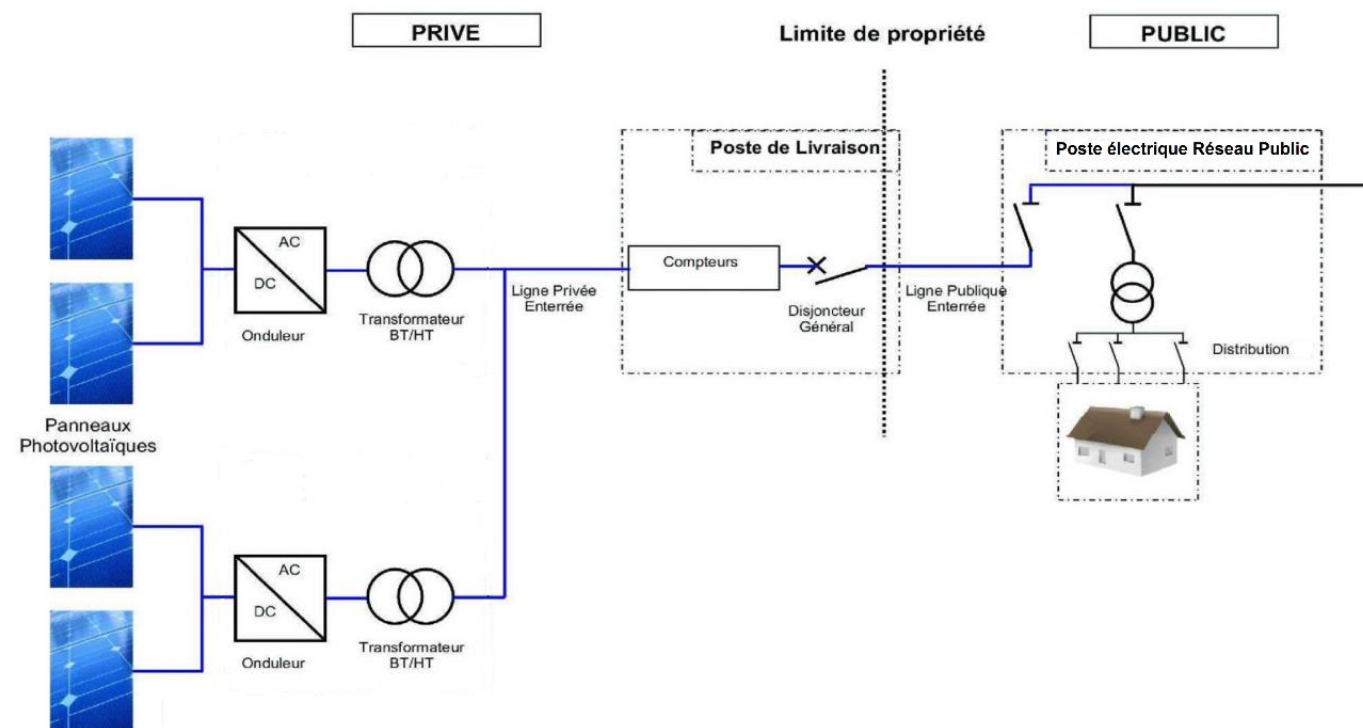 PRIVE
Limite de propriété
PUBLIC
Poste de Livraison
Poste électrique Réseau Public
AC
DC
Onduleur
Transformateur
BT/HT
Ligne Privée
Enterrée
Compteurs
Disjoncteur
Général
Ligne Publique
Enterrée
Distribution
Panneaux
Photovoltaïques
AC
DC
Onduleur
Transformateur
BT/HT